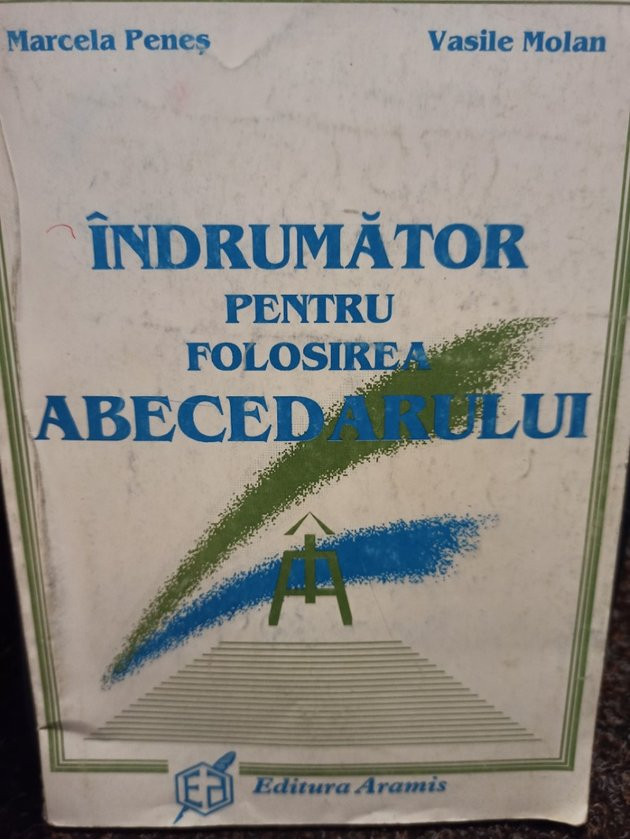 Marcela Peneș Vasile Molan
ÎNDRUMĂTOR
PENTRU
FOLOSIREA
ABECEDARULUI
Editura Aramis